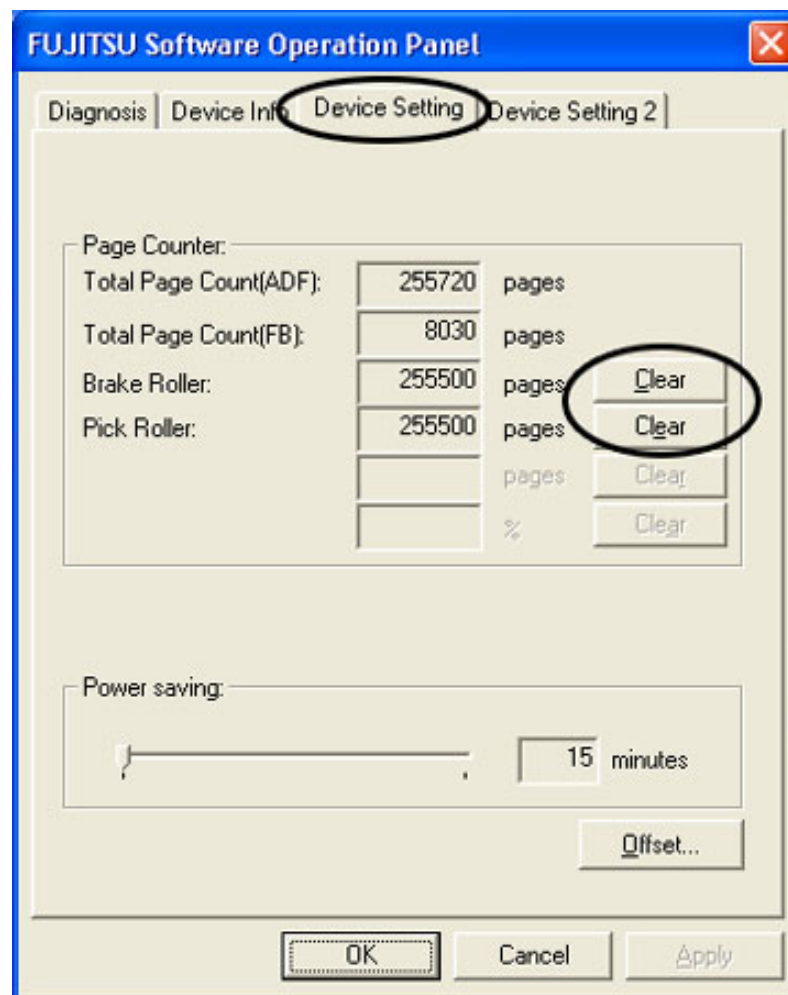 FUJITSU Software Operation Panel
Diagnosis Device Info Device Setting Device Setting 2
Page Counter:
Total Page Count(ADF): 255720 pages
Total Page Count(FB): 8030 pages
Brake Roller: 255500 pages Clear
Pick Roller: 255500 pages Clear
pages Clear
% Clear
Power saving:
15 minutes
Offset...
OK Cancel Apply